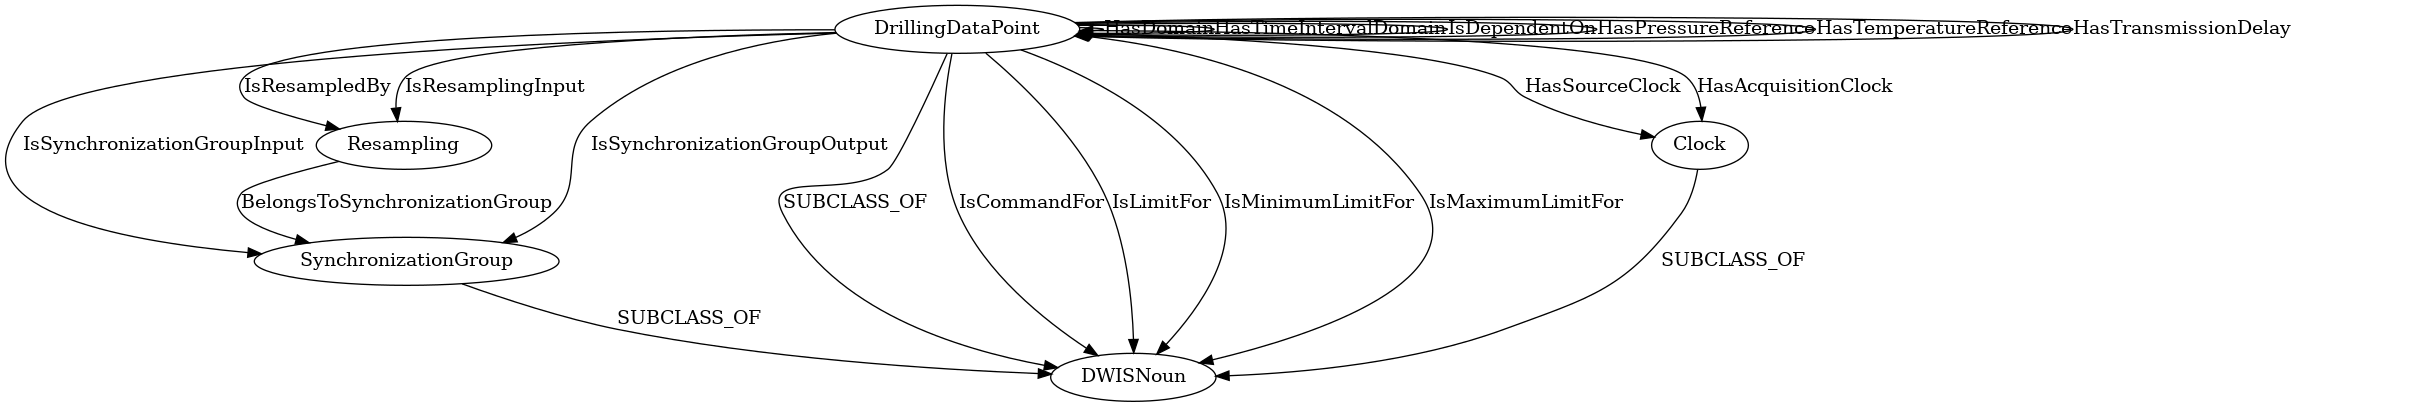 DrillingDataPoint
HasDomain
HasTimeIntervalDomain
IsDependentOn
HasPressureReference
HasTemperatureReference
HasTransmissionDelay
IsResampledBy
IsResamplingInput
HasSourceClock
HasAcquisitionClock
IsSynchronizationGroupInput
Resampling
IsSynchronizationGroupOutput
Clock
BelongsToSynchronizationGroup
SUBCLASS_OF
IsCommandFor
IsLimitFor
IsMinimumLimitFor
IsMaximumLimitFor
SynchronizationGroup
SUBCLASS_OF
SUBCLASS_OF
DWISNoun